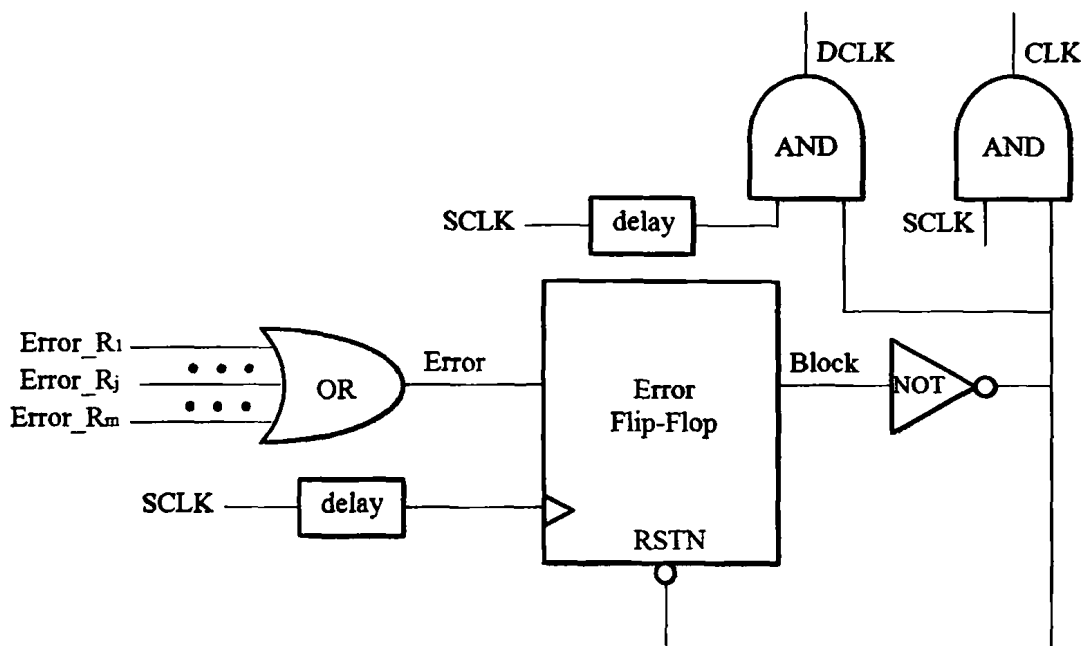 DCLK
CLK
AND
AND
SCLK
delay
SCLK
Error_R1
Error_Rj
Error_Rm
OR
Error
Error
Flip-Flop
Block
NOT
SCLK
delay
RSTN